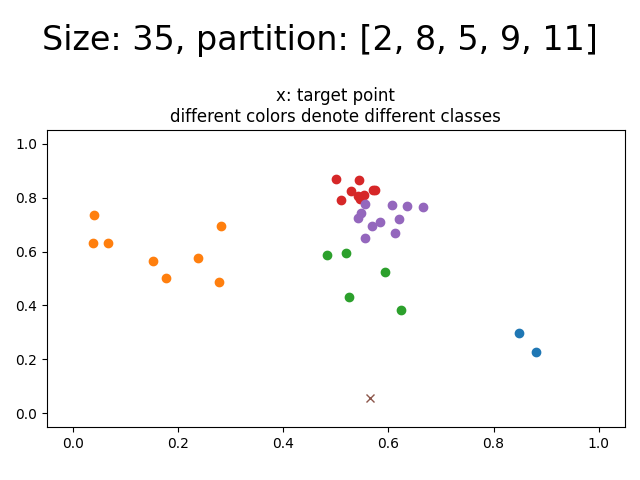 Size: 35, partition: [2, 8, 5, 9, 11]
x: target point
different colors denote different classes
1.0
0.8
0.6
0.4
0.2
0.0
0.0 0.2 0.4 0.6 0.8 1.0